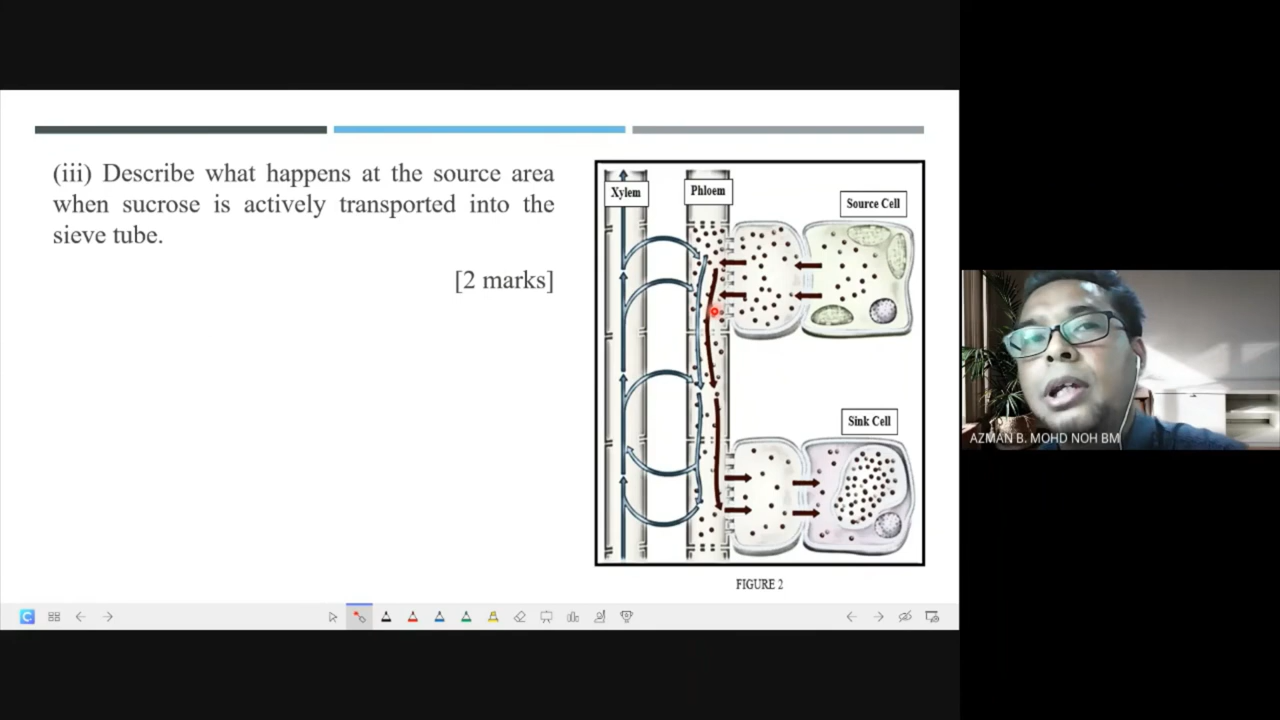 (iii) Describe what happens at the source area
when sucrose is actively transported into the
sieve tube.
[2 marks]
Xylem
Phloem
Source Cell
Sink Cell
FIGURE 2
AZMAN B. MOHD NOH BM